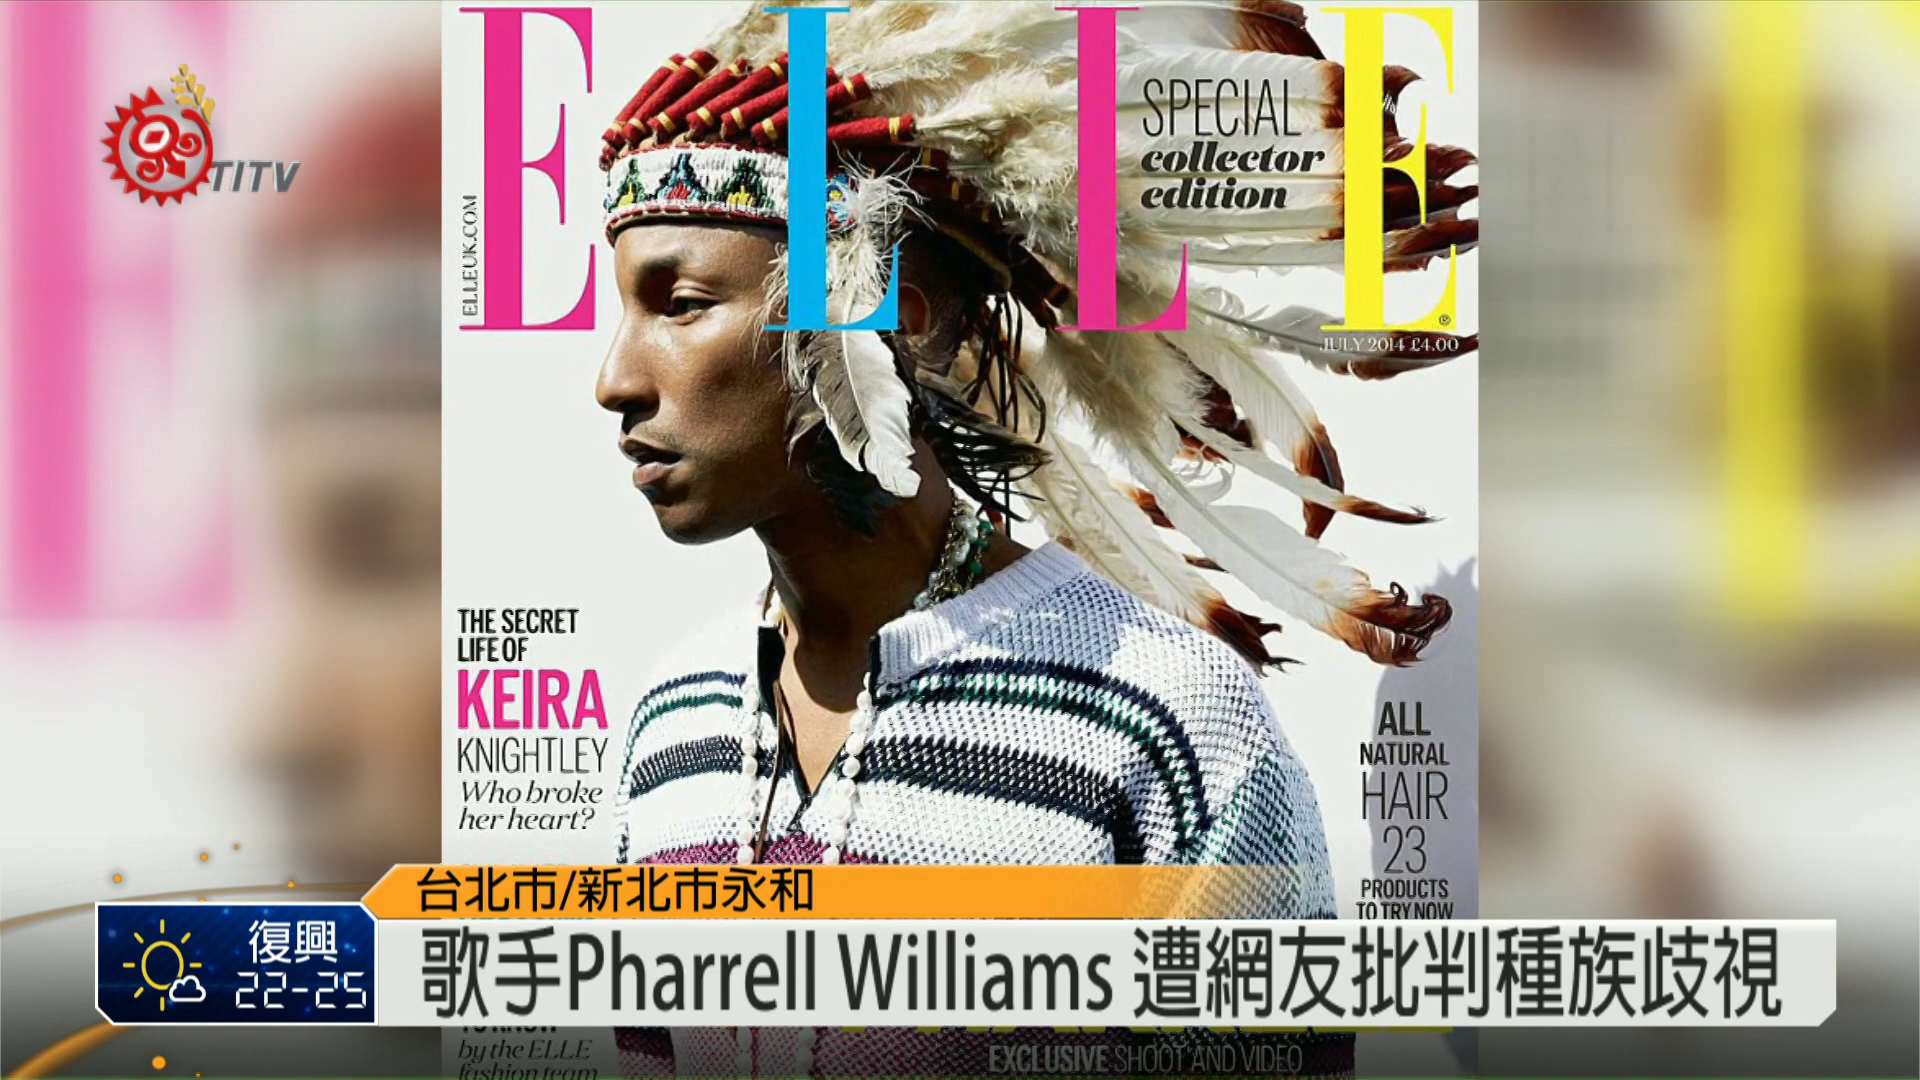 ELLE
TITV
ELLEUK.COM
SPECIAL
collector
edition
JULY 2014 £4.00
THE SECRET
LIFE OF
KEIRA
KNIGHTLEY
Who broke
her heart?
ALL
NATURAL
HAIR
23
PRODUCTS
TO TRY NOW
台北市/新北市永和
復興
22-25
歌手Pharrell Williams 遭網友批判種族歧視
by the ELLE
fashion team
EXCLUSIVE SHOOT AND VIDEO